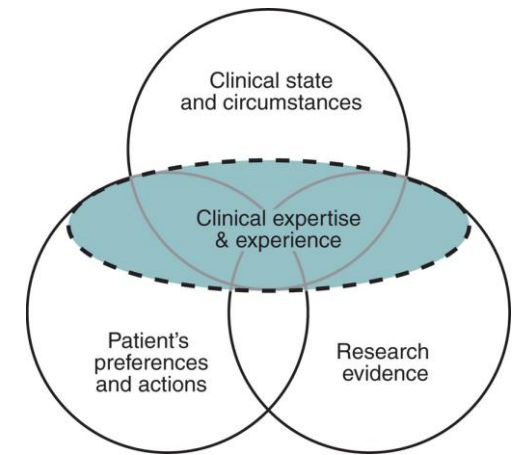 Clinical state
and circumstances
Clinical expertise
& experience
Patient's
preferences
and actions
Research
evidence